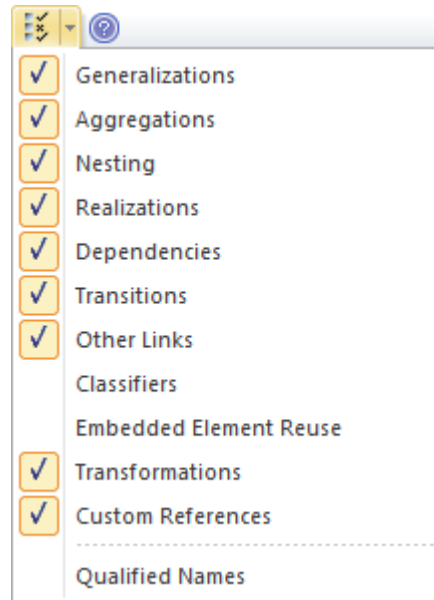 Generalizations
Aggregations
Nesting
Realizations
Dependencies
Transitions
Other Links
Classifiers
Embedded Element Reuse
Transformations
Custom References
Qualified Names